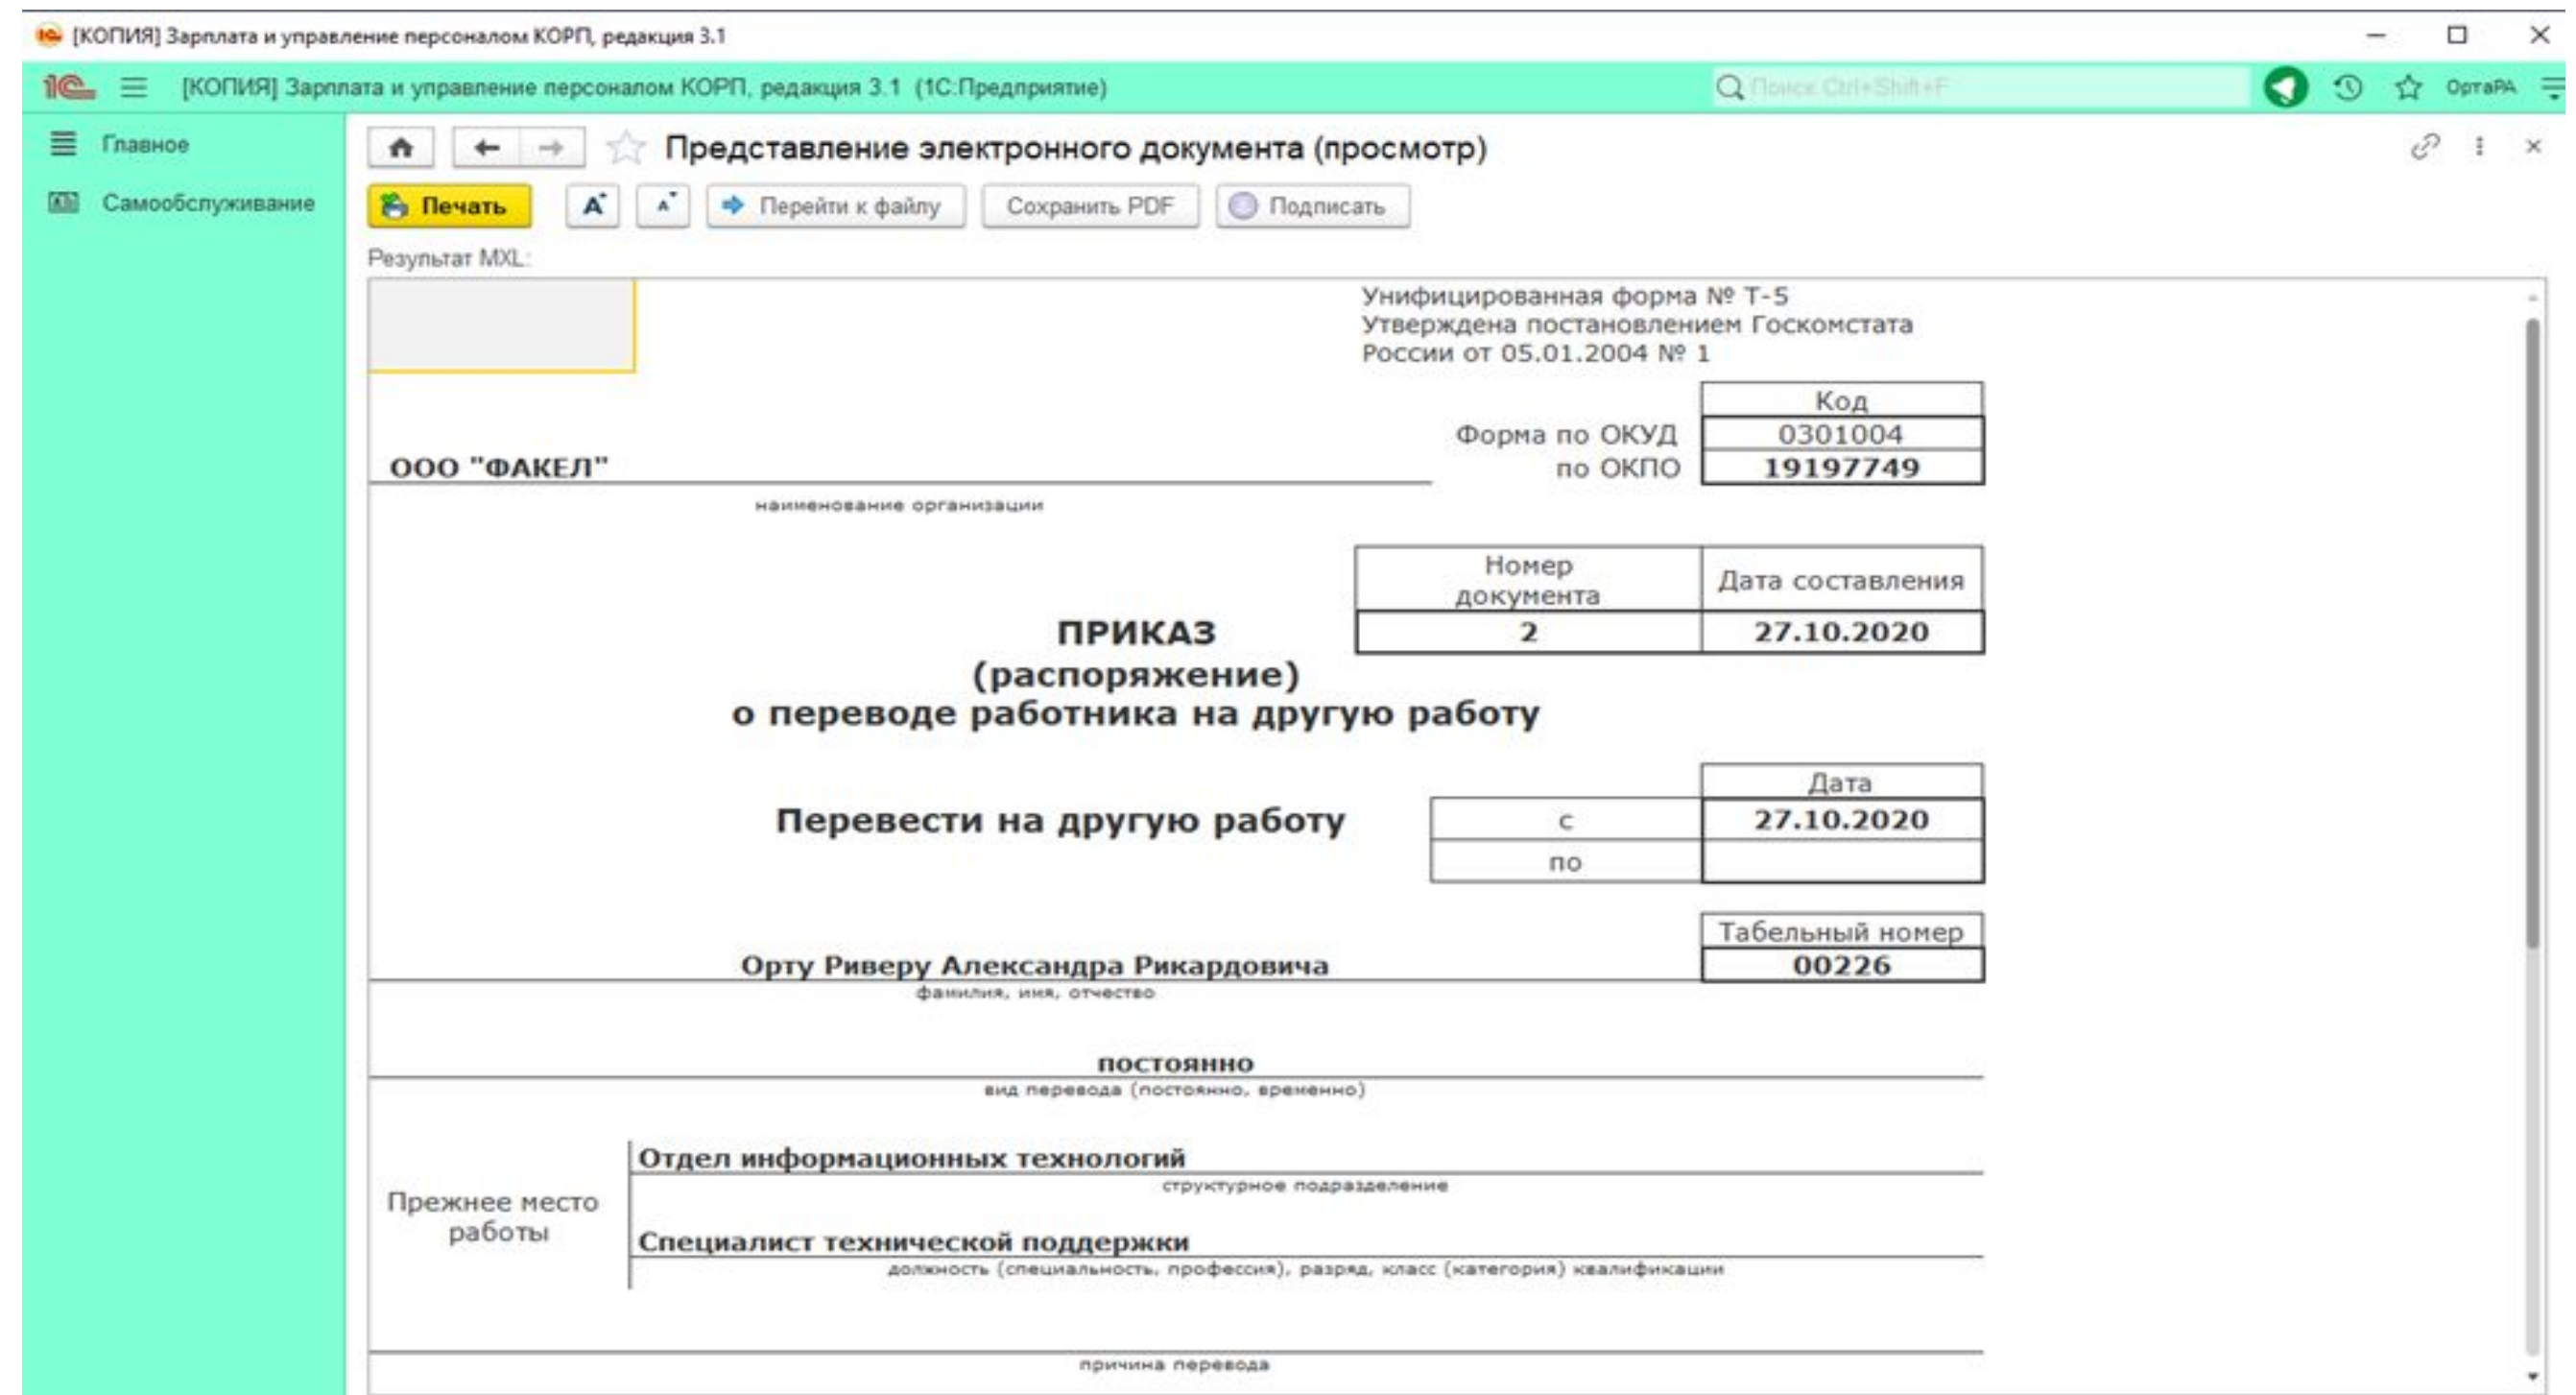 [КОПИЯ] Зарплата и управление персоналом КОРП, редакция 3.1
[КОПИЯ] Зарплата и управление персоналом КОРП, редакция 3.1 (1С:Предприятие)
Поиск Ctrl+Shift+F
ОртаРА
Главное
Самообслуживание
Представление электронного документа (просмотр)
Печать
Перейти к файлу
Сохранить PDF
Подписать
Результат MXL:
Унифицированная форма № Т-5
Утверждена постановлением Госкомстата
России от 05.01.2004 № 1
Код
Форма по ОКУД 0301004
ООО "ФАКЕЛ" по ОКПО 19197749
наименование организации
Номер документа Дата составления
2 27.10.2020
ПРИКАЗ
(распоряжение)
о переводе работника на другую работу
Дата
Перевести на другую работу с 27.10.2020
по
Табельный номер
Орту Риверу Александра Рикардовича 00226
фамилия, имя, отчество
постоянно
вид перевода (постоянно, временно)
Прежнее место работы
Отдел информационных технологий
структурное подразделение
Специалист технической поддержки
должность (специальность, профессия), разряд, класс (категория) квалификации
причина перевода